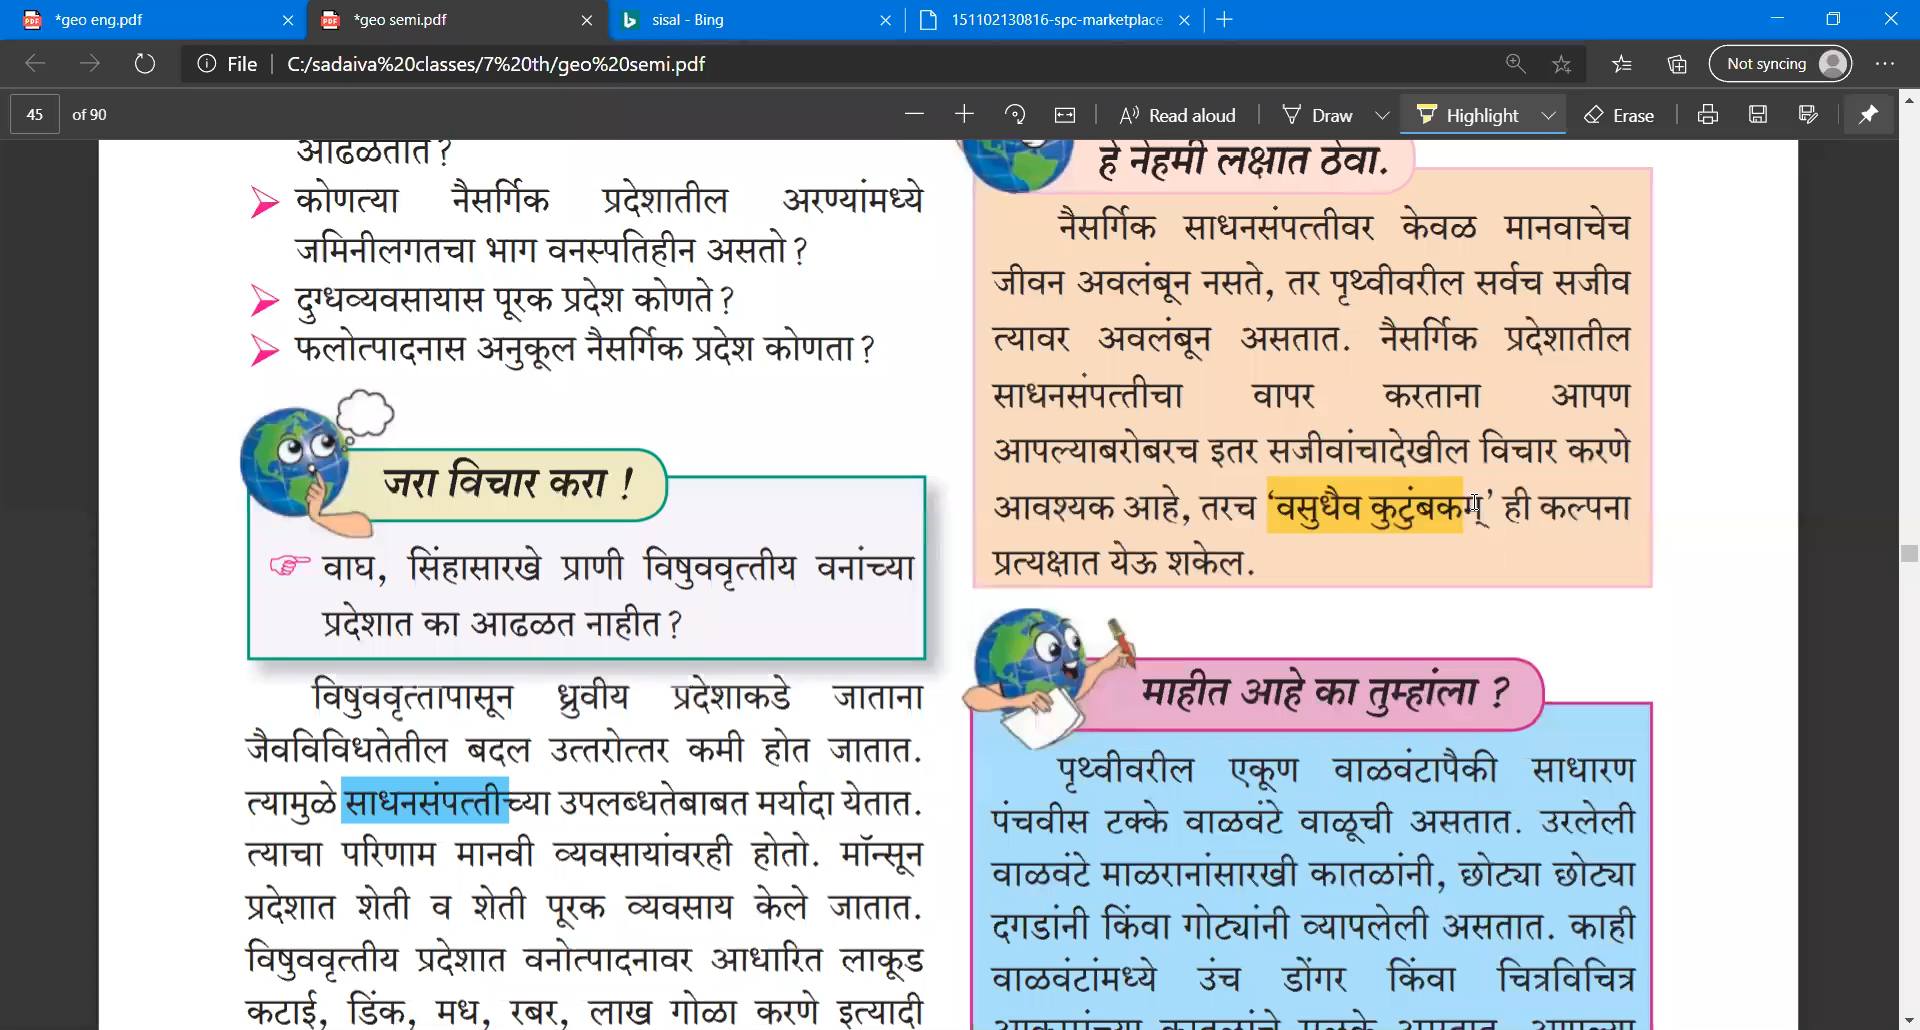 *geo eng.pdf
*geo semi.pdf
sisal - Bing
151102130816-spc-marketplace
File
C:/sadaiva%20classes/7%20th/geo%20semi.pdf
Not syncing
45 of 90
Read aloud
Draw
Highlight
Erase
आढळतात?
कोणत्या नैसर्गिक प्रदेशातील अरण्यांमध्ये
जमिनीलगतचा भाग वनस्पतिहीन असतो?
दुग्धव्यवसायास पूरक प्रदेश कोणते?
फलोत्पादनास अनुकूल नैसर्गिक प्रदेश कोणता?
जरा विचार करा !
वाघ, सिंहासारखे प्राणी विषुववृत्तीय वनांच्या
प्रदेशात का आढळत नाहीत?
विषुववृत्तापासून ध्रुवीय प्रदेशाकडे जाताना
जैवविविधतेतील बदल उत्तरोत्तर कमी होत जातात.
त्यामुळे साधनसंपत्तीच्या उपलब्धतेबाबत मर्यादा येतात.
त्याचा परिणाम मानवी व्यवसायांवरही होतो. मॉन्सून
प्रदेशात शेती व शेती पूरक व्यवसाय केले जातात.
विषुववृत्तीय प्रदेशात वनोत्पादनावर आधारित लाकूड
कटाई, डिंक, मध, रबर, लाख गोळा करणे इत्यादी
हे नेहमी लक्षात ठेवा.
नैसर्गिक साधनसंपत्तीवर केवळ मानवाचेच
जीवन अवलंबून नसते, तर पृथ्वीवरील सर्वच सजीव
त्यावर अवलंबून असतात. नैसर्गिक प्रदेशातील
साधनसंपत्तीचा वापर करताना आपण
आपल्याबरोबरच इतर सजीवांचादेखील विचार करणे
आवश्यक आहे, तरच ‘वसुधैव कुटुंबकम्’ ही कल्पना
प्रत्यक्षात येऊ शकेल.
माहीत आहे का तुम्हांला ?
पृथ्वीवरील एकूण वाळवंटापैकी साधारण
पंचवीस टक्के वाळवंटे वाळूची असतात. उरलेली
वाळवंटे माळरानांसारखी कातळांनी, छोट्या छोट्या
दगडांनी किंवा गोट्यांनी व्यापलेली असतात. काही
वाळवंटांमध्ये उंच डोंगर किंवा चित्रविचित्र